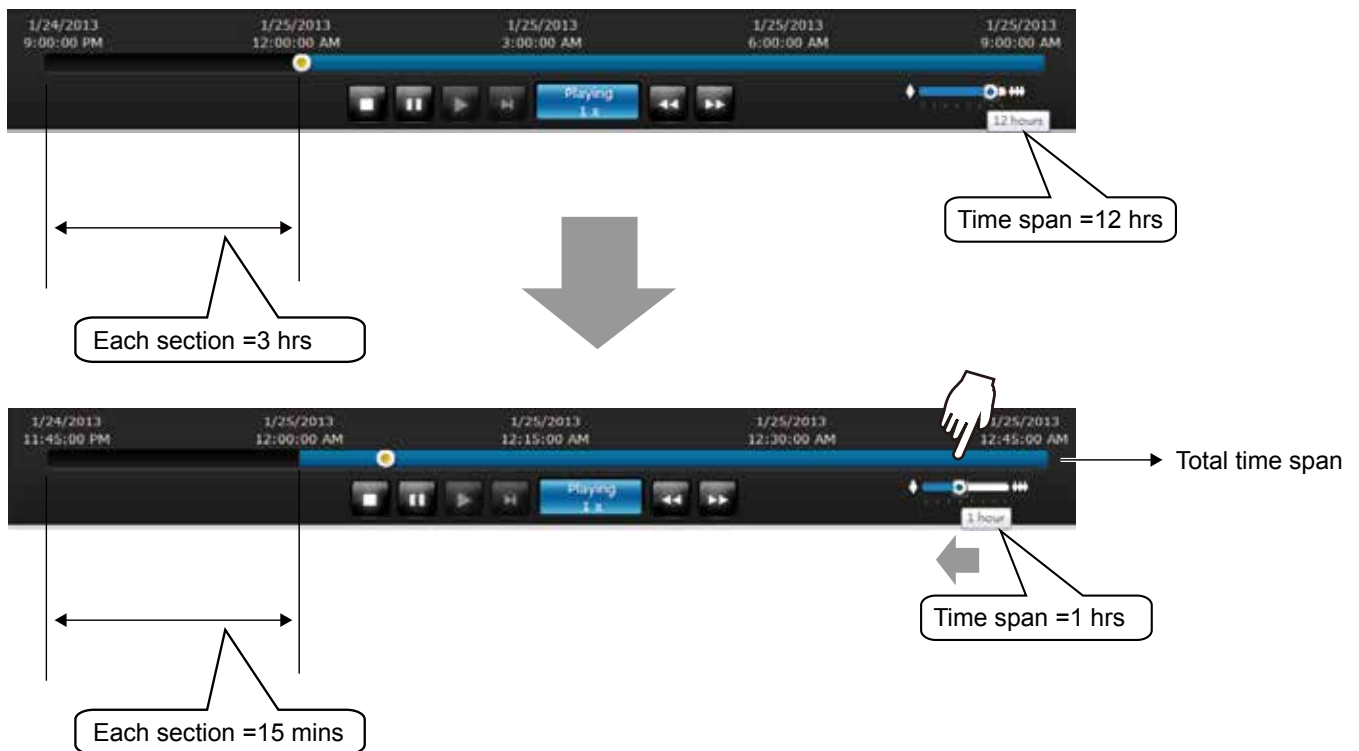 1/24/2013 1/25/2013 1/25/2013 1/25/2013 1/25/2013
9:00:00 PM 12:00:00 AM 3:00:00 AM 6:00:00 AM 9:00:00 AM
Playing
1 x
12 hours
Time span =12 hrs
Each section =3 hrs
1/24/2013 1/25/2013 1/25/2013 1/25/2013 1/25/2013
11:45:00 PM 12:00:00 AM 12:15:00 AM 12:30:00 AM 12:45:00 AM
Total time span
Playing
1 x
1 hour
Time span =1 hrs
Each section =15 mins